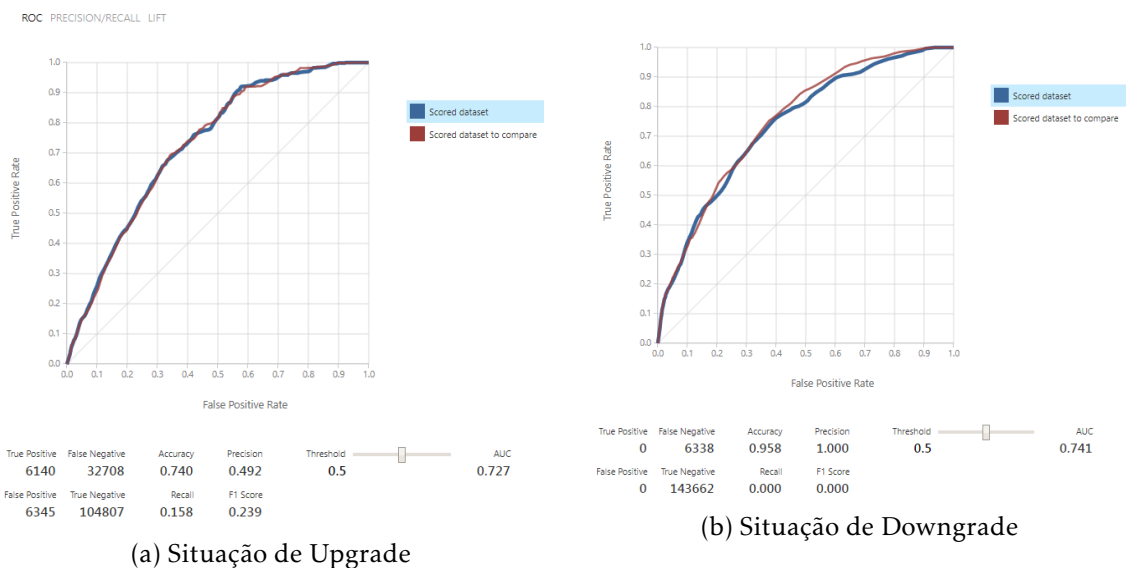 ROC PRECISION/RECALL LIFT
1.0
0.9
0.8
0.7
0.6
0.5
0.4
0.3
0.2
0.1
0.0
0.0 0.1 0.2 0.3 0.4 0.5 0.6 0.7 0.8 0.9 1.0
True Positive Rate
False Positive Rate
Scored dataset
Scored dataset to compare
True Positive False Negative Accuracy Precision Threshold AUC
6140 32708 0.740 0.492 0.5 0.727
False Positive True Negative Recall F1 Score
6345 104807 0.158 0.239
(a) Situação de Upgrade
1.0
0.9
0.8
0.7
0.6
0.5
0.4
0.3
0.2
0.1
0.0
0.0 0.1 0.2 0.3 0.4 0.5 0.6 0.7 0.8 0.9 1.0
True Positive Rate
False Positive Rate
Scored dataset
Scored dataset to compare
True Positive False Negative Accuracy Precision Threshold AUC
0 6338 0.958 1.000 0.5 0.741
False Positive True Negative Recall F1 Score
0 143662 0.000 0.000
(b) Situação de Downgrade